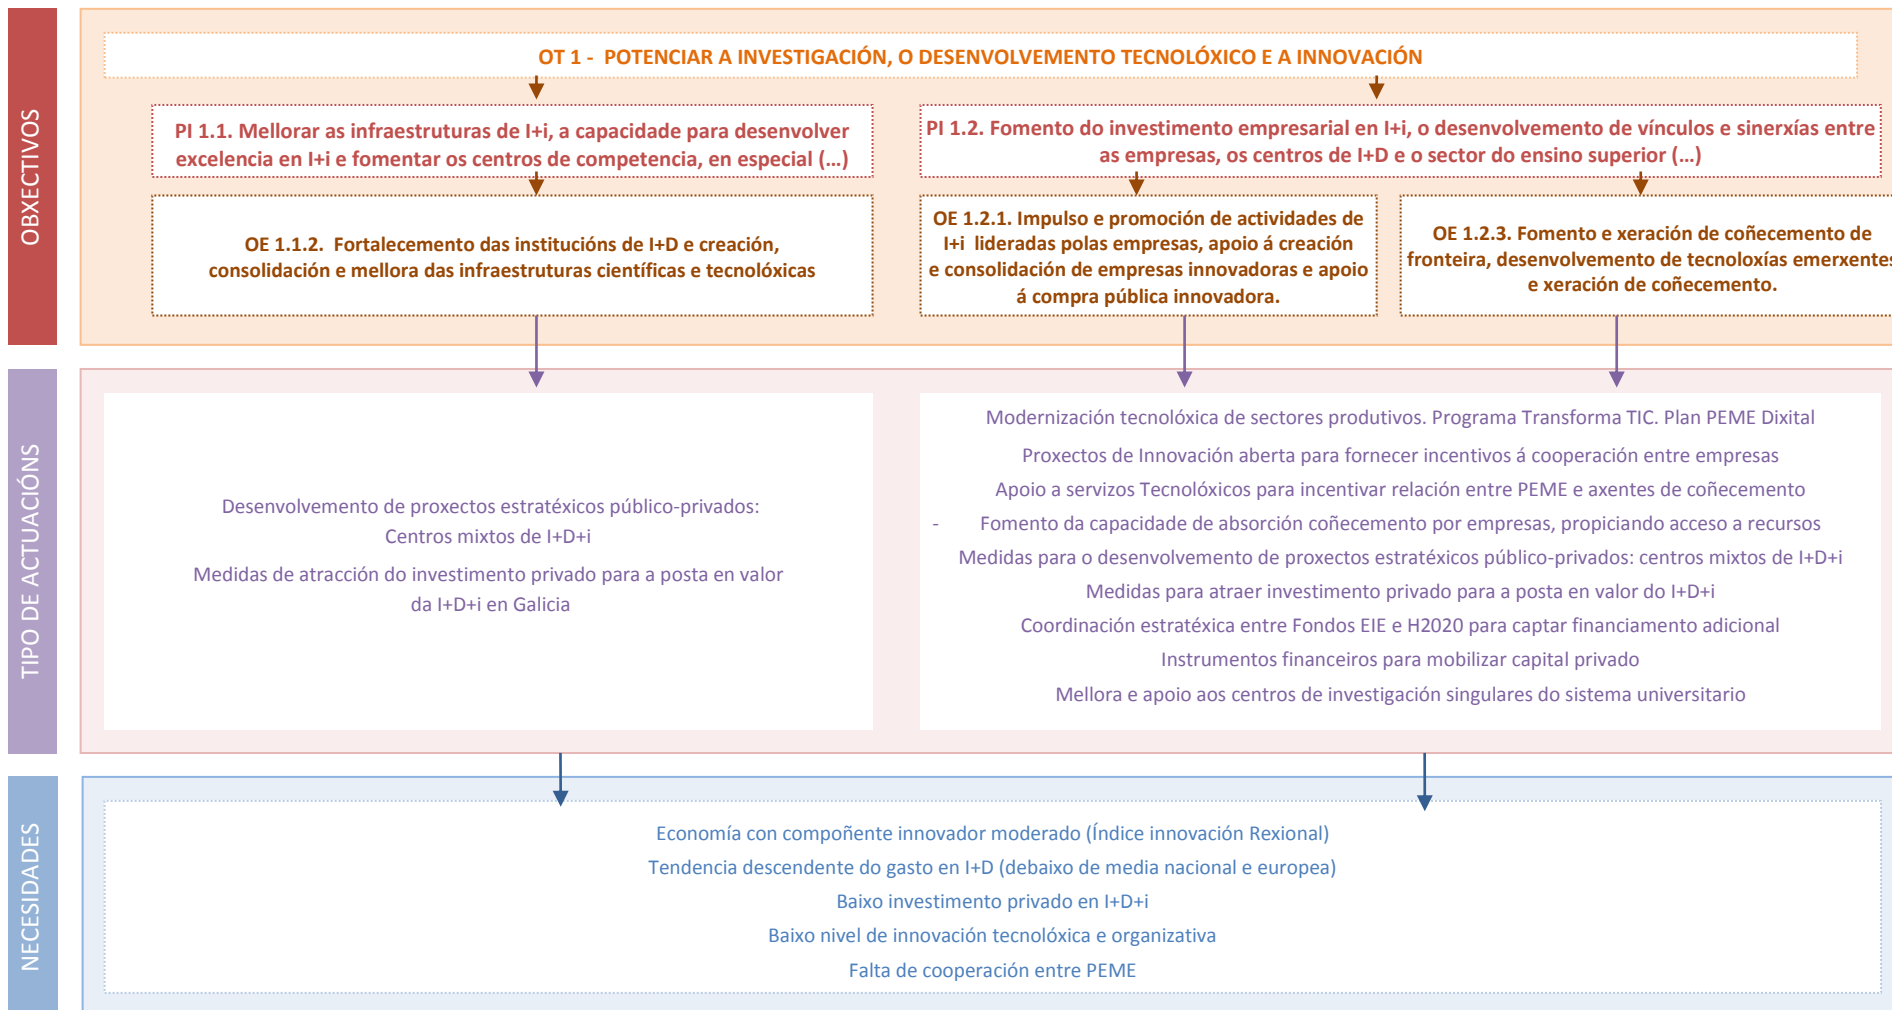 OBXECTIVOS
OT 1 - POTENCIAR A INVESTIGACIÓN, O DESENVOLVEMENTO TECNOLÓXICO E A INNOVACIÓN
PI 1.1. Mellorar as infraestruturas de I+i, a capacidade para desenvolver
excelencia en I+i e fomentar os centros de competencia, en especial (...)
PI 1.2. Fomento do investimento empresarial en I+i, o desenvolvemento de vínculos e sinerxías entre
as empresas, os centros de I+D e o sector do ensino superior (...)
OE 1.1.2. Fortalecemento das institucións de I+D e creación,
consolidación e mellora das infraestruturas científicas e tecnolóxicas
OE 1.2.1. Impulso e promoción de actividades de
I+i lideradas polas empresas, apoio á creación
e consolidación de empresas innovadoras e apoio
á compra pública innovadora.
OE 1.2.3. Fomento e xeración de coñecemento de
fronteira, desenvolvemento de tecnoloxías emerxentes
e xeración de coñecemento.
TIPO DE ACTUACIÓNS
Desenvolvemento de proxectos estratéxicos público-privados:
Centros mixtos de I+D+i
Medidas de atracción do investimento privado para a posta en valor
da I+D+i en Galicia
Modernización tecnolóxica de sectores produtivos. Programa Transforma TIC. Plan PEME Dixital
Proxectos de Innovación aberta para fornecer incentivos á cooperación entre empresas
Apoio a servizos Tecnolóxicos para incentivar relación entre PEME e axentes de coñecemento
- Fomento da capacidade de absorción coñecemento por empresas, propiciando acceso a recursos
Medidas para o desenvolvemento de proxectos estratéxicos público-privados: centros mixtos de I+D+i
Medidas para atraer investimento privado para a posta en valor do I+D+i
Coordinación estratéxica entre Fondos EIE e H2020 para captar financiamento adicional
Instrumentos financeiros para mobilizar capital privado
Mellora e apoio aos centros de investigación singulares do sistema universitario
NECESIDADES
Economía con compoñente innovador moderado (Índice innovación Rexional)
Tendencia descendente do gasto en I+D (debaixo de media nacional e europea)
Baixo investimento privado en I+D+i
Baixo nivel de innovación tecnolóxica e organizativa
Falta de cooperación entre PEME